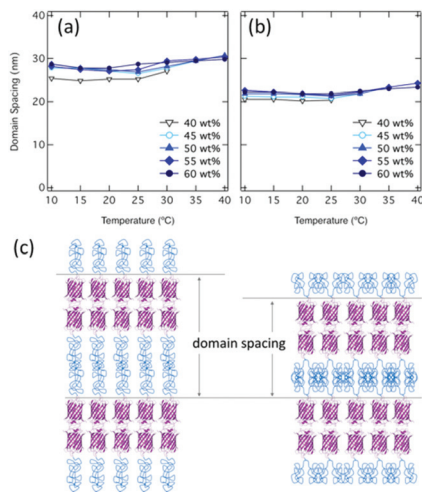 (a)
(b)
Domain Spacing (nm)
40
30
20
10
0
40 wt%
45 wt%
50 wt%
55 wt%
60 wt%
40 wt%
45 wt%
50 wt%
55 wt%
60 wt%
10 15 20 25 30 35 40
10 15 20 25 30 35 40
Temperature (ºC)
Temperature (ºC)
(c)
domain spacing